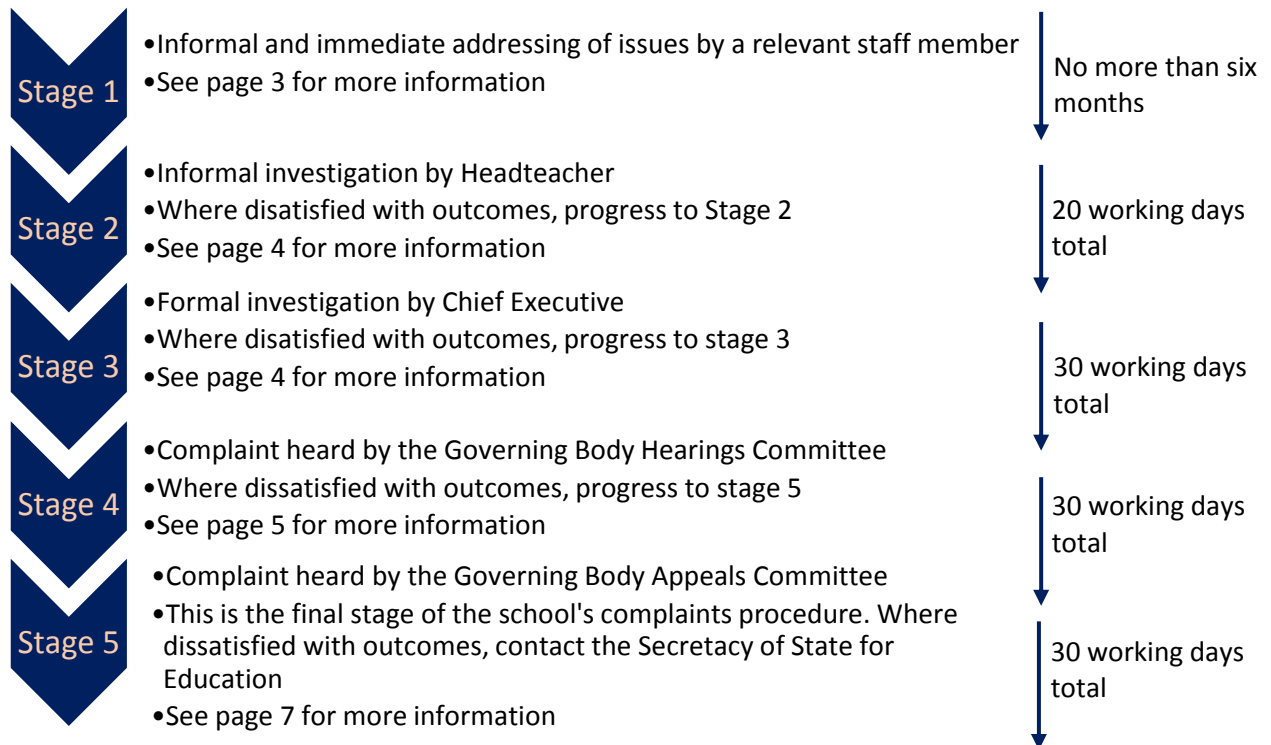 Stage 1
•Informal and immediate addressing of issues by a relevant staff member
•See page 3 for more information
No more than six
months
Stage 2
•Informal investigation by Headteacher
•Where disatisfied with outcomes, progress to Stage 2
•See page 4 for more information
20 working days
total
Stage 3
•Formal investigation by Chief Executive
•Where disatisfied with outcomes, progress to stage 3
•See page 4 for more information
30 working days
total
Stage 4
•Complaint heard by the Governing Body Hearings Committee
•Where dissatisfied with outcomes, progress to stage 5
•See page 5 for more information
30 working days
total
Stage 5
•Complaint heard by the Governing Body Appeals Committee
•This is the final stage of the school's complaints procedure. Where
dissatisfied with outcomes, contact the Secretacy of State for
Education
•See page 7 for more information
30 working days
total